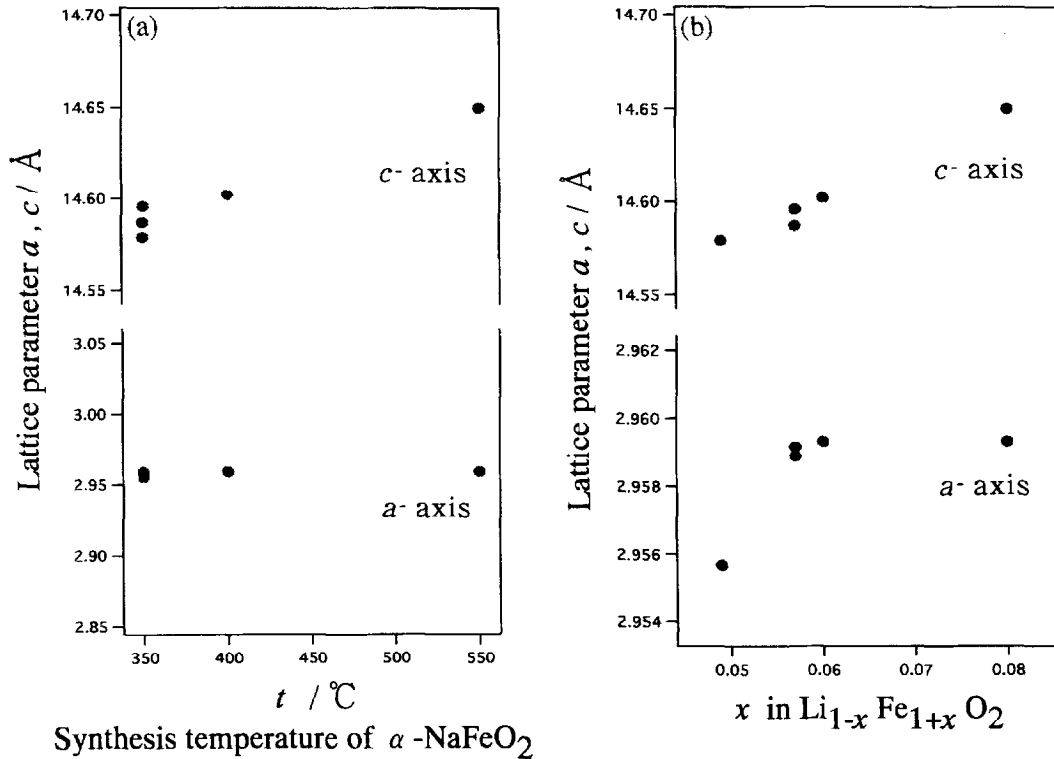 (a)
14.70
14.65
14.60
14.55
3.05
3.00
2.95
2.90
2.85
Lattice parameter a , c / Å
c- axis
a- axis
350 400 450 500 550
t / ℃
Synthesis temperature of α -NaFeO2
(b)
14.70
14.65
14.60
14.55
2.962
2.960
2.958
2.956
2.954
Lattice parameter a , c / Å
c- axis
a- axis
0.05 0.06 0.07 0.08
x in Li1-x Fe1+x O2